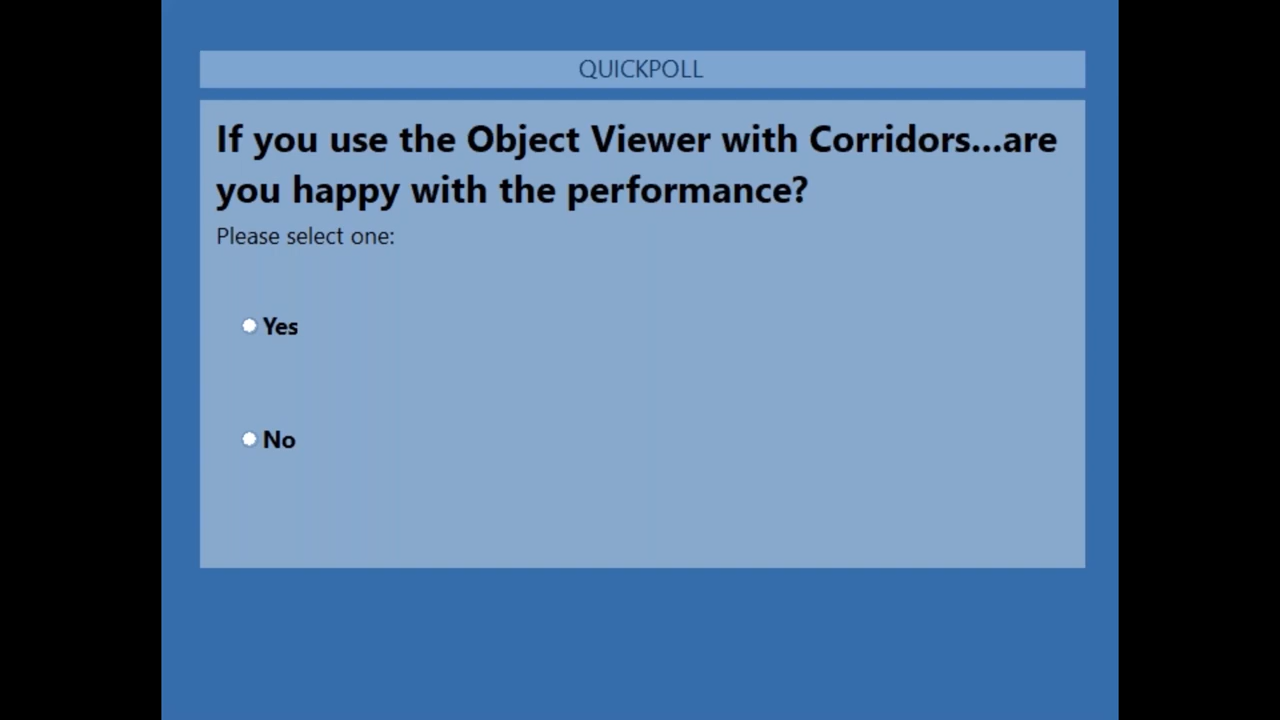 QUICKPOLL
If you use the Object Viewer with Corridors...are
you happy with the performance?
Please select one:
Yes
No